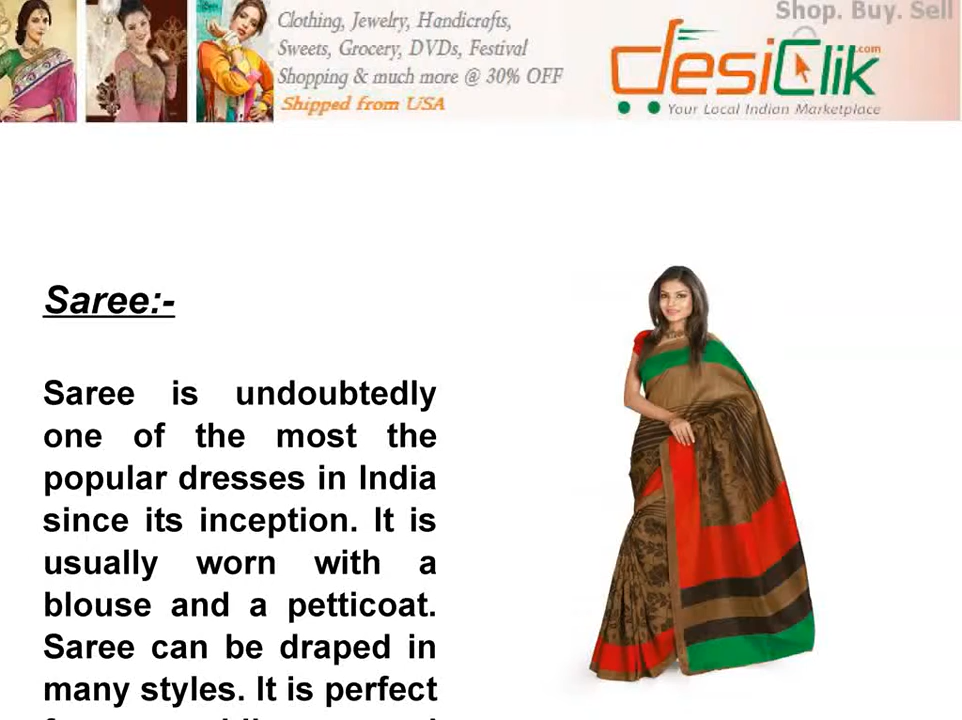 Clothing, Jewelry, Handicrafts,
Sweets, Grocery, DVDs, Festival
Shopping & much more @ 30% OFF
Shipped from USA
Shop. Buy. Sell
desiClik.com
Your Local Indian Marketplace
Saree:-
Saree is undoubtedly
one of the most the
popular dresses in India
since its inception. It is
usually worn with a
blouse and a petticoat.
Saree can be draped in
many styles. It is perfect